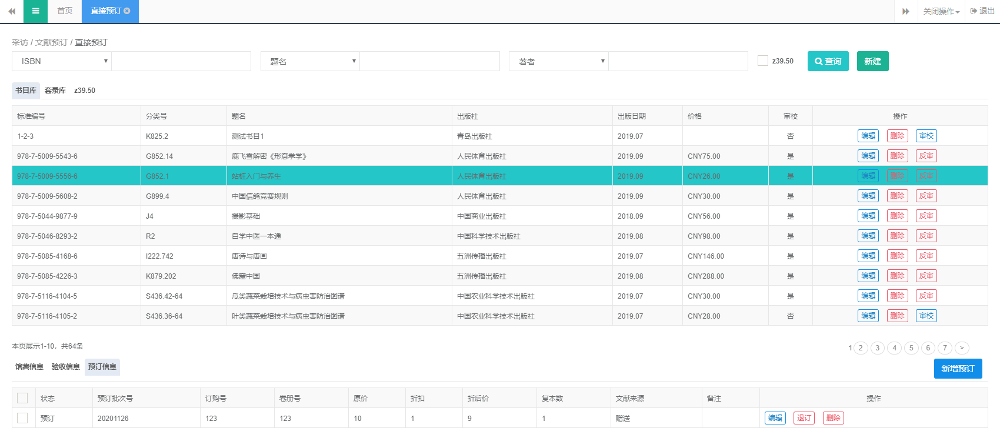 首页 直接预订 关闭操作 退出
采访 / 文献预订 / 直接预订
ISBN 题名 著者 z39.50 查询 新建
书目库 套录库 z39.50
标准编号 分类号 题名 出版社 出版日期 价格 审校 操作
1-2-3 K825.2 测试书目1 青岛出版社 2019.07 否 编辑 删除 审校
978-7-5009-5543-6 G852.14 鹿飞雪解密《形意拳学》 人民体育出版社 2019.09 CNY75.00 是 编辑 删除 反审
978-7-5009-5556-6 G852.1 站桩入门与养生 人民体育出版社 2019.09 CNY26.00 是 编辑 删除 反审
978-7-5009-5608-2 G899.4 中国信鸽竞赛规则 人民体育出版社 2019.09 CNY30.00 是 编辑 删除 反审
978-7-5044-9877-9 J4 摄影基础 中国商业出版社 2018.09 CNY56.00 是 编辑 删除 反审
978-7-5046-8293-2 R2 自学中医一本通 中国科学技术出版社 2019.08 CNY98.00 是 编辑 删除 反审
978-7-5085-4168-6 I222.742 唐诗与唐画 五洲传播出版社 2019.07 CNY146.00 是 编辑 删除 反审
978-7-5085-4226-3 K879.202 佛窟中国 五洲传播出版社 2019.08 CNY288.00 是 编辑 删除 反审
978-7-5116-4104-5 S436.42-64 瓜类蔬菜栽培技术与病虫害防治图谱 中国农业科学技术出版社 2019.07 CNY30.00 是 编辑 删除 反审
978-7-5116-4105-2 S436.36-64 叶类蔬菜栽培技术与病虫害防治图谱 中国农业科学技术出版社 2019.07 CNY28.00 否 编辑 删除 审校
本页展示1-10，共64条 1 2 3 4 5 6 7 >
馆藏信息 验收信息 预订信息 新增预订
状态 预订批次号 订购号 卷册号 原价 折扣 折后价 复本数 文献来源 备注 操作
预订 20201126 123 123 10 1 9 1 赠送 编辑 退订 删除